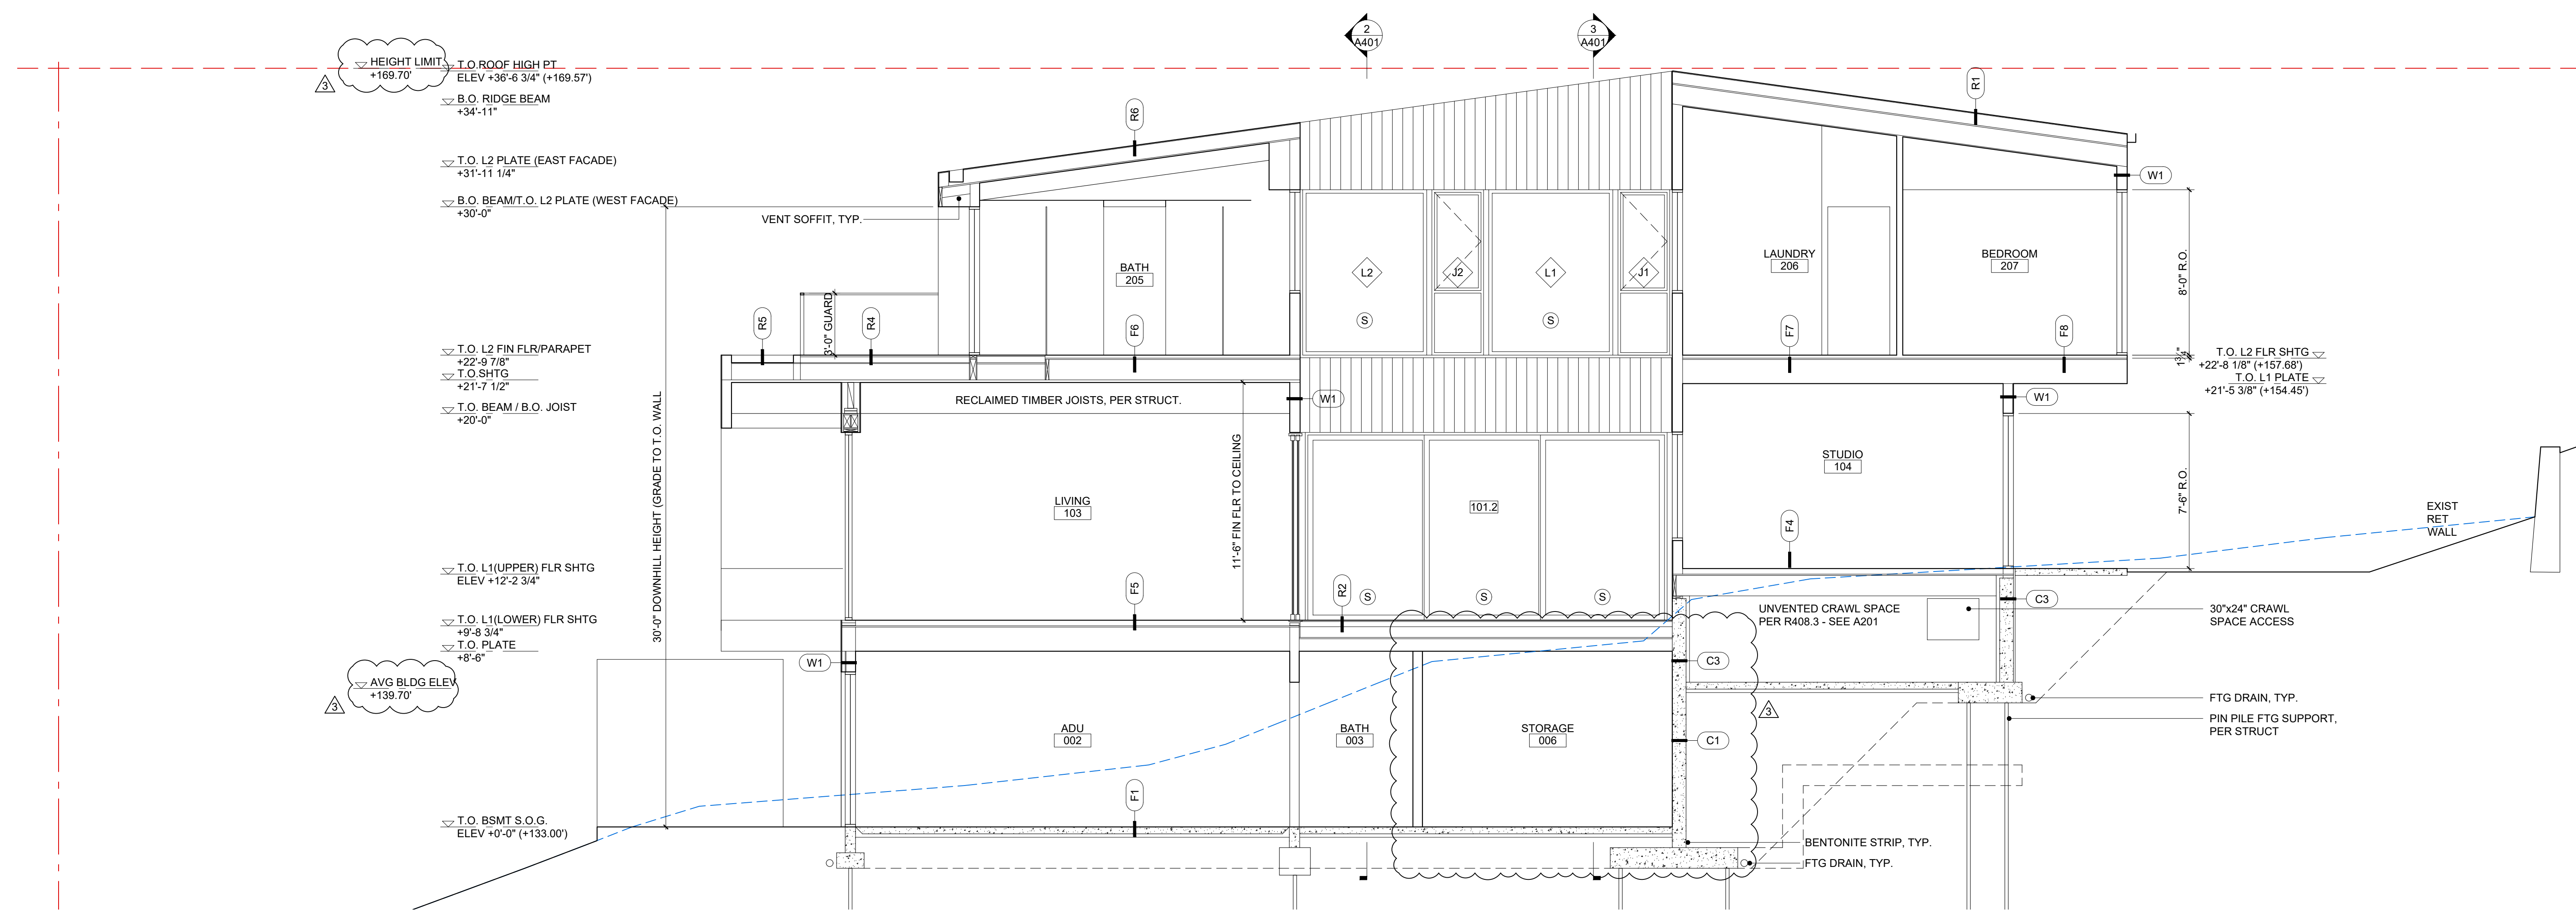 2
A401
3
A401
HEIGHT LIMIT
+169.70'
3
T.O.ROOF HIGH PT
ELEV +36'-6 3/4" (+169.57')
B.O. RIDGE BEAM
+34'-11"
T.O. L2 PLATE (EAST FACADE)
+31'-11 1/4"
B.O. BEAM/T.O. L2 PLATE (WEST FACADE)
+30'-0"
VENT SOFFIT, TYP.
R6
R1
W1
BATH
205
L2
J2
L1
J1
S
S
LAUNDRY
206
BEDROOM
207
8'-0" R.O.
3'-0" GUARD
R5
R4
F6
F7
F8
T.O. L2 FIN FLR/PARAPET
+22'-9 7/8"
T.O.SHTG
+21'-7 1/2"
T.O. BEAM / B.O. JOIST
+20'-0"
1 3/4"
T.O. L2 FLR SHTG
+22'-8 1/8" (+157.68')
T.O. L1 PLATE
+21'-5 3/8" (+154.45')
RECLAIMED TIMBER JOISTS, PER STRUCT.
W1
W1
30'-0" DOWNHILL HEIGHT (GRADE TO T.O. WALL
11'-6" FIN FLR TO CEILING
LIVING
103
101.2
STUDIO
104
7'-6" R.O.
EXIST
RET
WALL
F4
T.O. L1(UPPER) FLR SHTG
ELEV +12'-2 3/4"
F5
R2
S
S
S
UNVENTED CRAWL SPACE
PER R408.3 - SEE A201
C3
30"x24" CRAWL
SPACE ACCESS
T.O. L1(LOWER) FLR SHTG
+9'-8 3/4"
T.O. PLATE
+8'-6"
W1
C3
AVG BLDG ELEV
+139.70'
3
3
FTG DRAIN, TYP.
PIN PILE FTG SUPPORT,
PER STRUCT
ADU
002
BATH
003
STORAGE
006
C1
F1
T.O. BSMT S.O.G.
ELEV +0'-0" (+133.00')
BENTONITE STRIP, TYP.
FTG DRAIN, TYP.